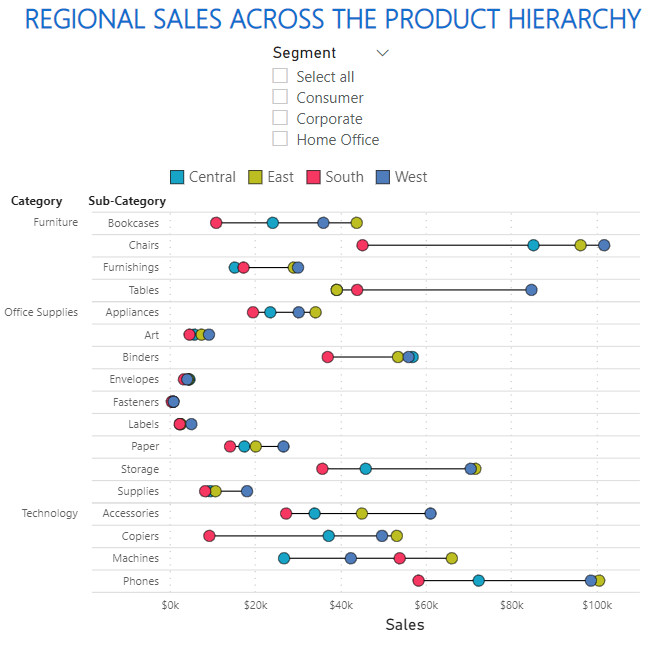 REGIONAL SALES ACROSS THE PRODUCT HIERARCHY
Segment
Select all
Consumer
Corporate
Home Office
Central East South West
Category Sub-Category
Furniture Bookcases
Chairs
Furnishings
Tables
Office Supplies Appliances
Art
Binders
Envelopes
Fasteners
Labels
Paper
Storage
Supplies
Technology Accessories
Copiers
Machines
Phones
$0k $20k $40k $60k $80k $100k
Sales